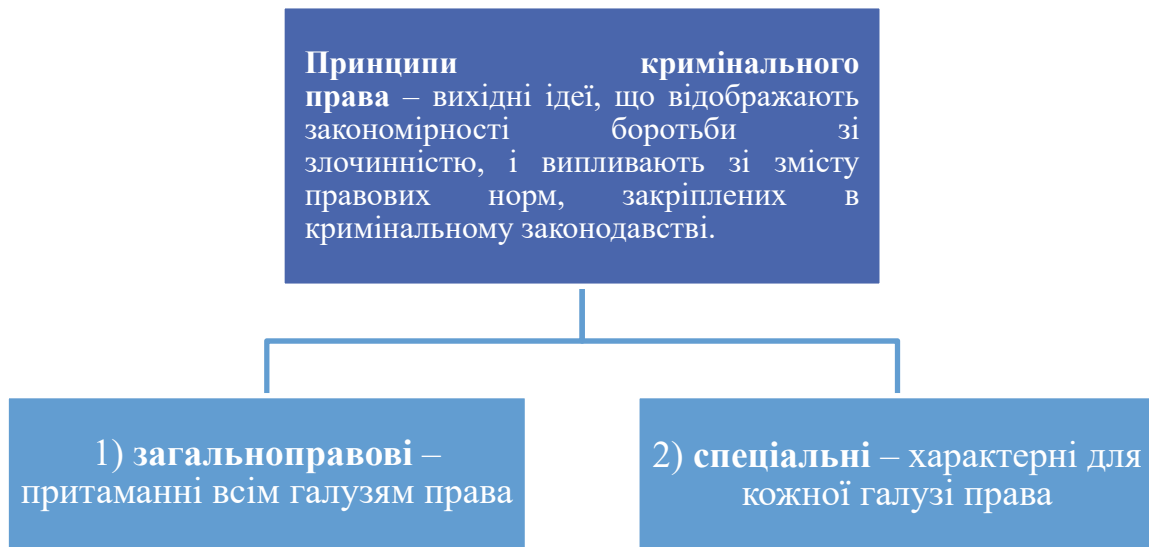 Принципи кримінального
права – вихідні ідеї, що відображають
закономірності боротьби зі
злочинністю, і випливають зі змісту
правових норм, закріплених в
кримінальному законодавстві.
1) загальноправові –
притаманні всім галузям права
2) спеціальні – характерні для
кожної галузі права